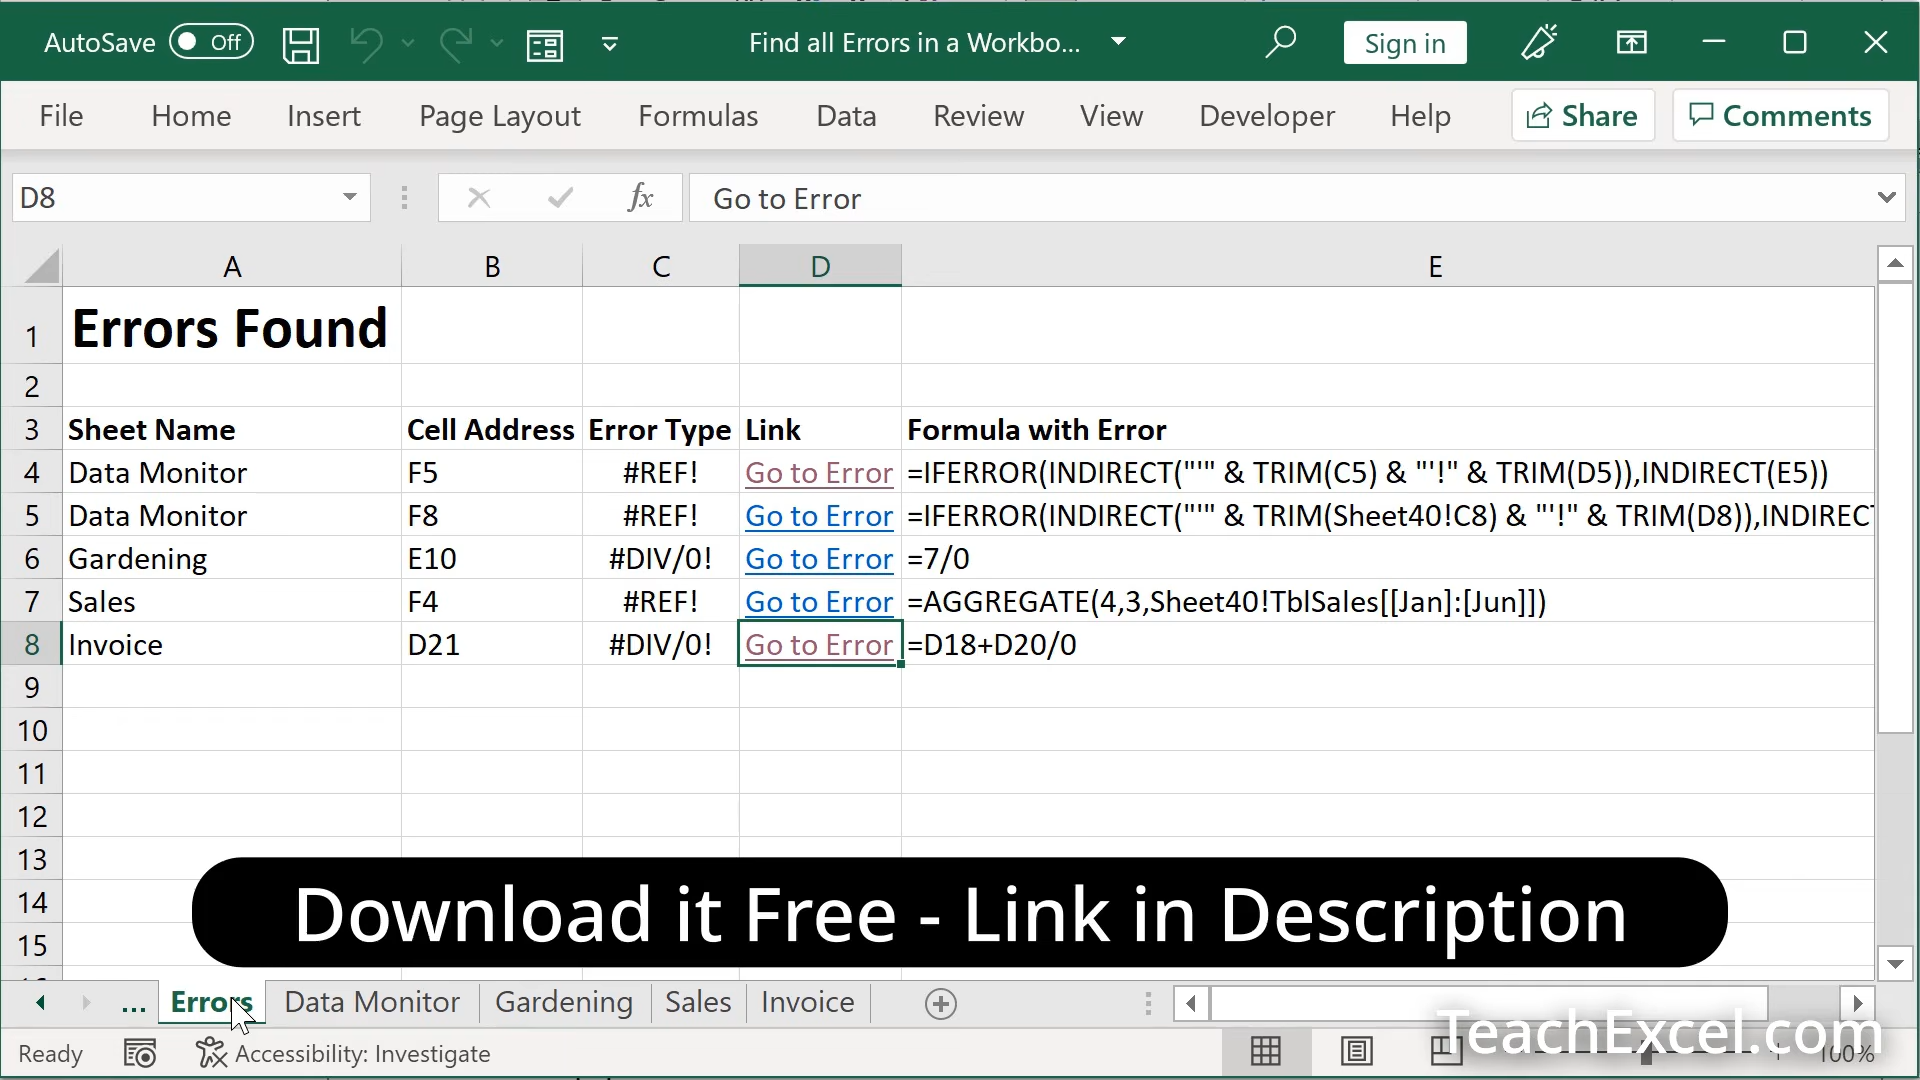 AutoSave Off Find all Errors in a Workbo... Sign in
File Home Insert Page Layout Formulas Data Review View Developer Help Share Comments
D8 fx Go to Error
A B C D E
1 Errors Found
2
3 Sheet Name Cell Address Error Type Link Formula with Error
4 Data Monitor F5 #REF! Go to Error =IFERROR(INDIRECT("'" & TRIM(C5) & "'!" & TRIM(D5)),INDIRECT(E5))
5 Data Monitor F8 #REF! Go to Error =IFERROR(INDIRECT("'" & TRIM(Sheet40!C8) & "'!" & TRIM(D8)),INDIRECT
6 Gardening E10 #DIV/0! Go to Error =7/0
7 Sales F4 #REF! Go to Error =AGGREGATE(4,3,Sheet40!TblSales[[Jan]:[Jun]])
8 Invoice D21 #DIV/0! Go to Error =D18+D20/0
9
10
11
12
13
14
15
Download it Free - Link in Description
... Errors Data Monitor Gardening Sales Invoice
TeachExcel.com
Ready Accessibility: Investigate 100%